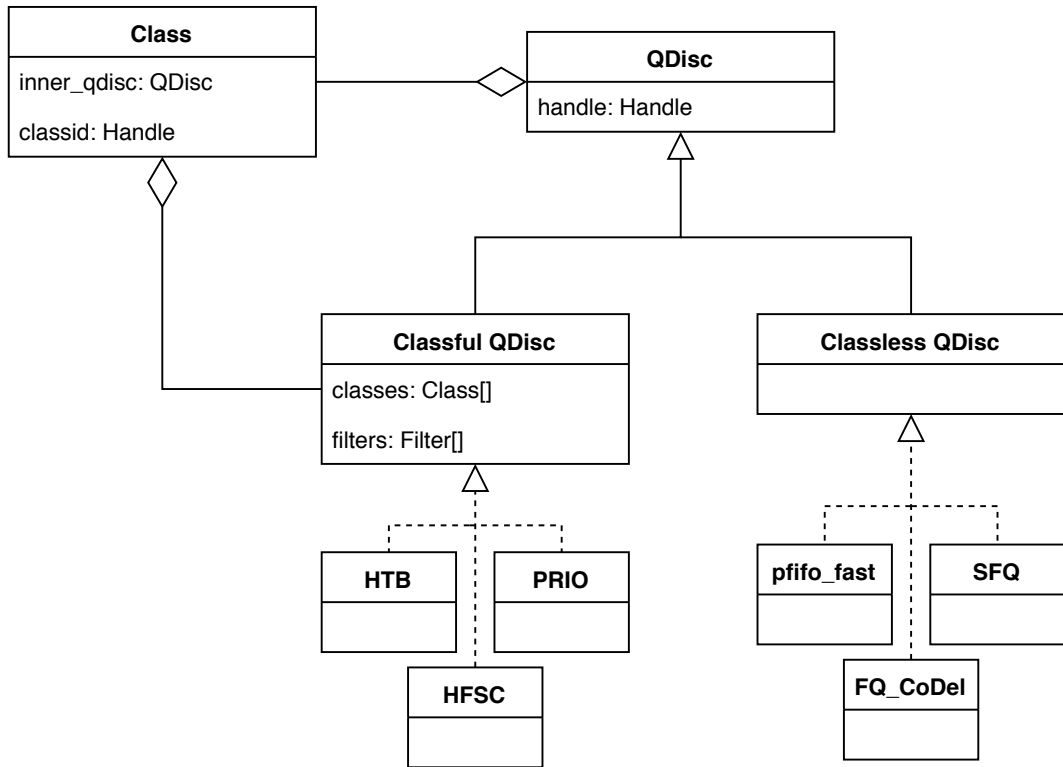 Class
inner_qdisc: QDisc
classid: Handle
QDisc
handle: Handle
Classful QDisc
classes: Class[]
filters: Filter[]
Classless QDisc
HTB
PRIO
HFSC
pfifo_fast
SFQ
FQ_CoDel